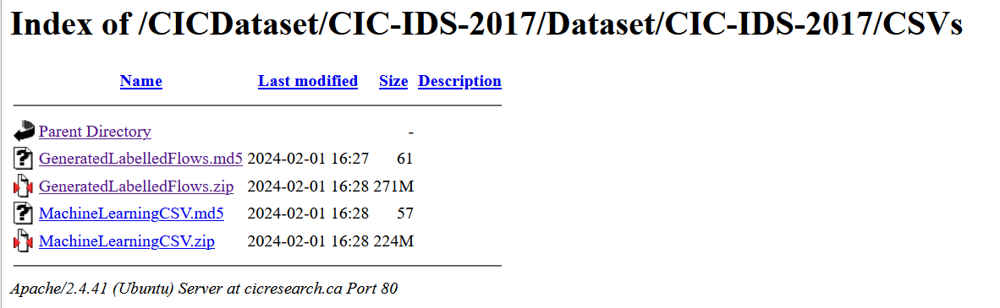 Index of /CICDataset/CIC-IDS-2017/Dataset/CIC-IDS-2017/CSVs
Name Last modified Size Description
Parent Directory -
GeneratedLabelledFlows.md5 2024-02-01 16:27 61
GeneratedLabelledFlows.zip 2024-02-01 16:28 271M
MachineLearningCSV.md5 2024-02-01 16:28 57
MachineLearningCSV.zip 2024-02-01 16:28 224M
Apache/2.4.41 (Ubuntu) Server at cicresearch.ca Port 80